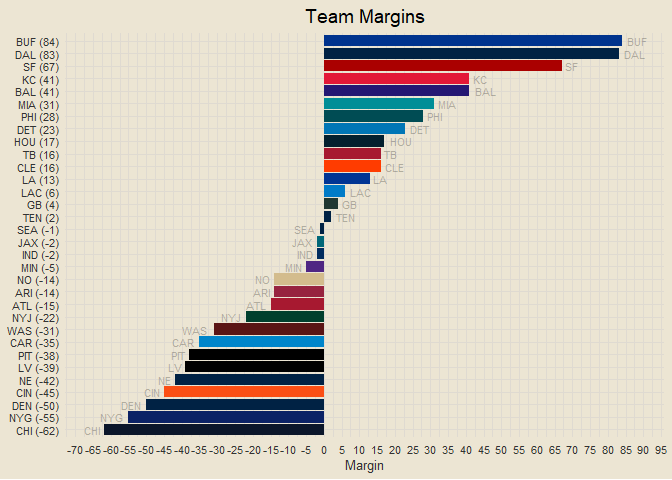 Team Margins
BUF (84) BUF
DAL (83) DAL
SF (67) SF
KC (41) KC
BAL (41) BAL
MIA (31) MIA
PHI (28) PHI
DET (23) DET
HOU (17) HOU
TB (16) TB
CLE (16) CLE
LA (13) LA
LAC (6) LAC
GB (4) GB
TEN (2) TEN
SEA (-1) SEA
JAX (-2) JAX
IND (-2) IND
MIN (-5) MIN
NO (-14) NO
ARI (-14) ARI
ATL (-15) ATL
NYJ (-22) NYJ
WAS (-31) WAS
CAR (-35) CAR
PIT (-38) PIT
LV (-39) LV
NE (-42) NE
CIN (-45) CIN
DEN (-50) DEN
NYG (-55) NYG
CHI (-62) CHI
-70 -65 -60 -55 -50 -45 -40 -35 -30 -25 -20 -15 -10 -5 0 5 10 15 20 25 30 35 40 45 50 55 60 65 70 75 80 85 90 95
Margin